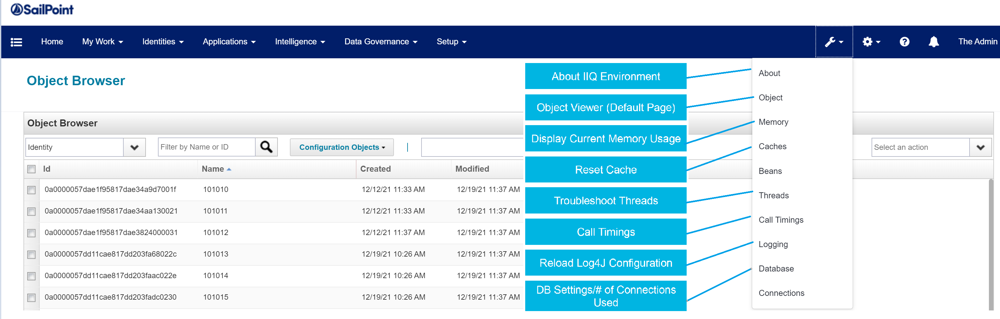 SailPoint
Home My Work Identities Applications Intelligence Data Governance Setup The Admin
Object Browser
About IIQ Environment
Object Viewer (Default Page)
Display Current Memory Usage
Reset Cache
Troubleshoot Threads
Call Timings
Reload Log4J Configuration
DB Settings/# of Connections
Used
About
Object
Memory
Caches
Beans
Threads
Call Timings
Logging
Database
Connections
Object Browser
Identity Filter by Name or ID Configuration Objects | Select an action
Id Name Created Modified
0a0000057dae1f95817dae34a9d7001f 101010 12/12/21 11:33 AM 12/19/21 11:37 AM
0a0000057dae1f95817dae34aa130021 101011 12/12/21 11:33 AM 12/19/21 11:37 AM
0a0000057dae1f95817dae3824000031 101012 12/12/21 11:37 AM 12/19/21 11:37 AM
0a0000057dd11cae817dd203fa68022c 101013 12/19/21 10:26 AM 12/19/21 11:37 AM
0a0000057dd11cae817dd203faac022e 101014 12/19/21 10:26 AM 12/19/21 11:37 AM
0a0000057dd11cae817dd203fadc0230 101015 12/19/21 10:26 AM 12/19/21 11:37 AM